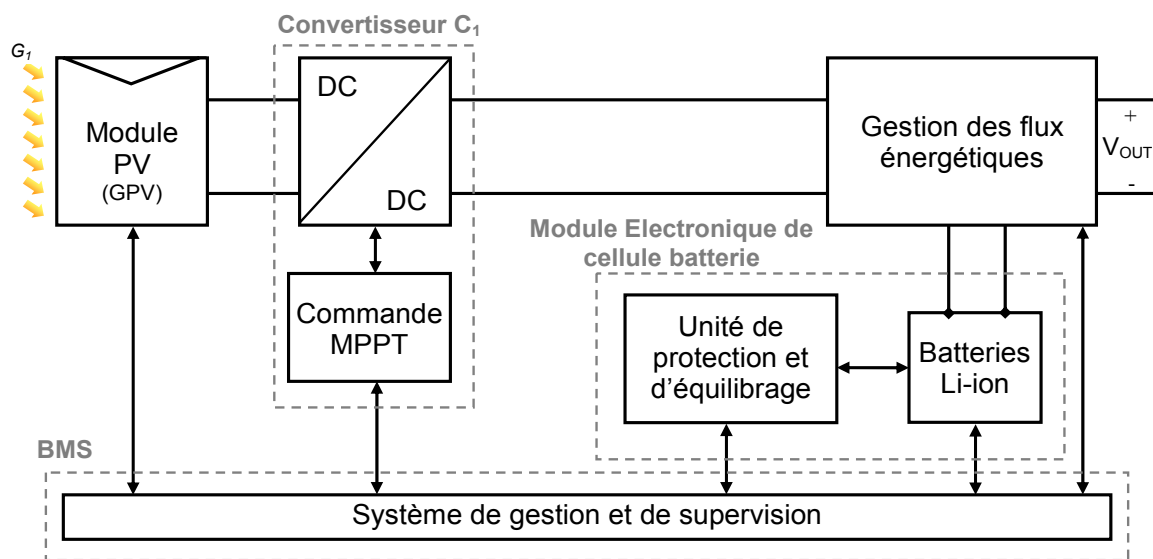 Convertisseur C₁
G₁
DC
DC
Module
PV
(GPV)
Gestion des flux
énergétiques
+
V_OUT
-
Module Electronique de
cellule batterie
Commande
MPPT
Unité de
protection et
d'équilibrage
Batteries
Li-ion
BMS
Système de gestion et de supervision